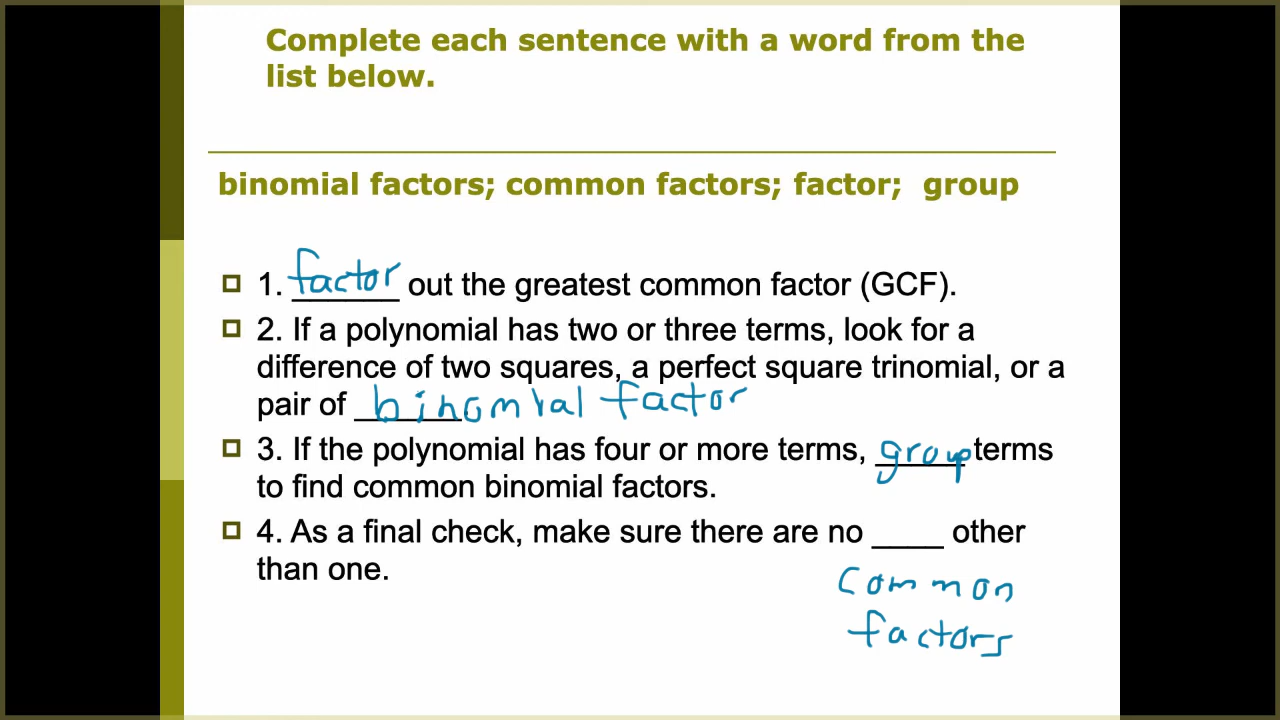 Complete each sentence with a word from the
list below.
binomial factors; common factors; factor; group
1. factor out the greatest common factor (GCF).
2. If a polynomial has two or three terms, look for a
difference of two squares, a perfect square trinomial, or a
pair of binomial factor
3. If the polynomial has four or more terms, group terms
to find common binomial factors.
4. As a final check, make sure there are no ____ other
than one.
common
factors